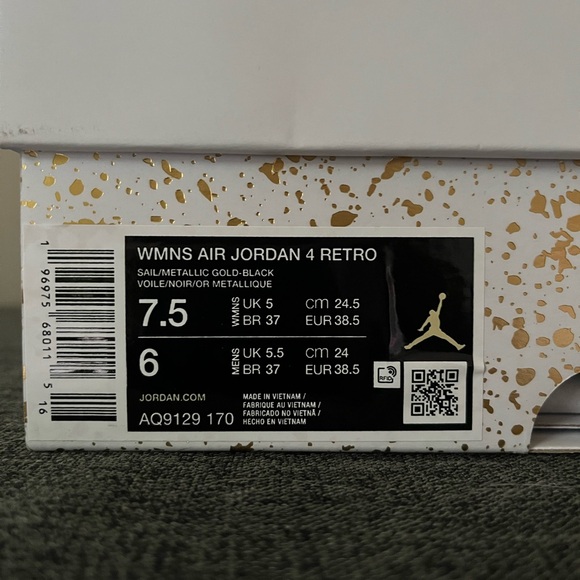 WMNS AIR JORDAN 4 RETRO
SAIL/METALLIC GOLD-BLACK
VOILE/NOIR/OR METALLIQUE
7.5 WMNS UK 5 cm 24.5
BR 37 EUR 38.5
6 MENS UK 5.5 cm 24
BR 37 EUR 38.5
JORDAN.COM
AQ9129 170
MADE IN VIETNAM /
FABRIQUE AU VIETNAM /
FABRICADO NO VIETNÃ /
HECHO EN VIETNAM
1 96975 68011 5 16